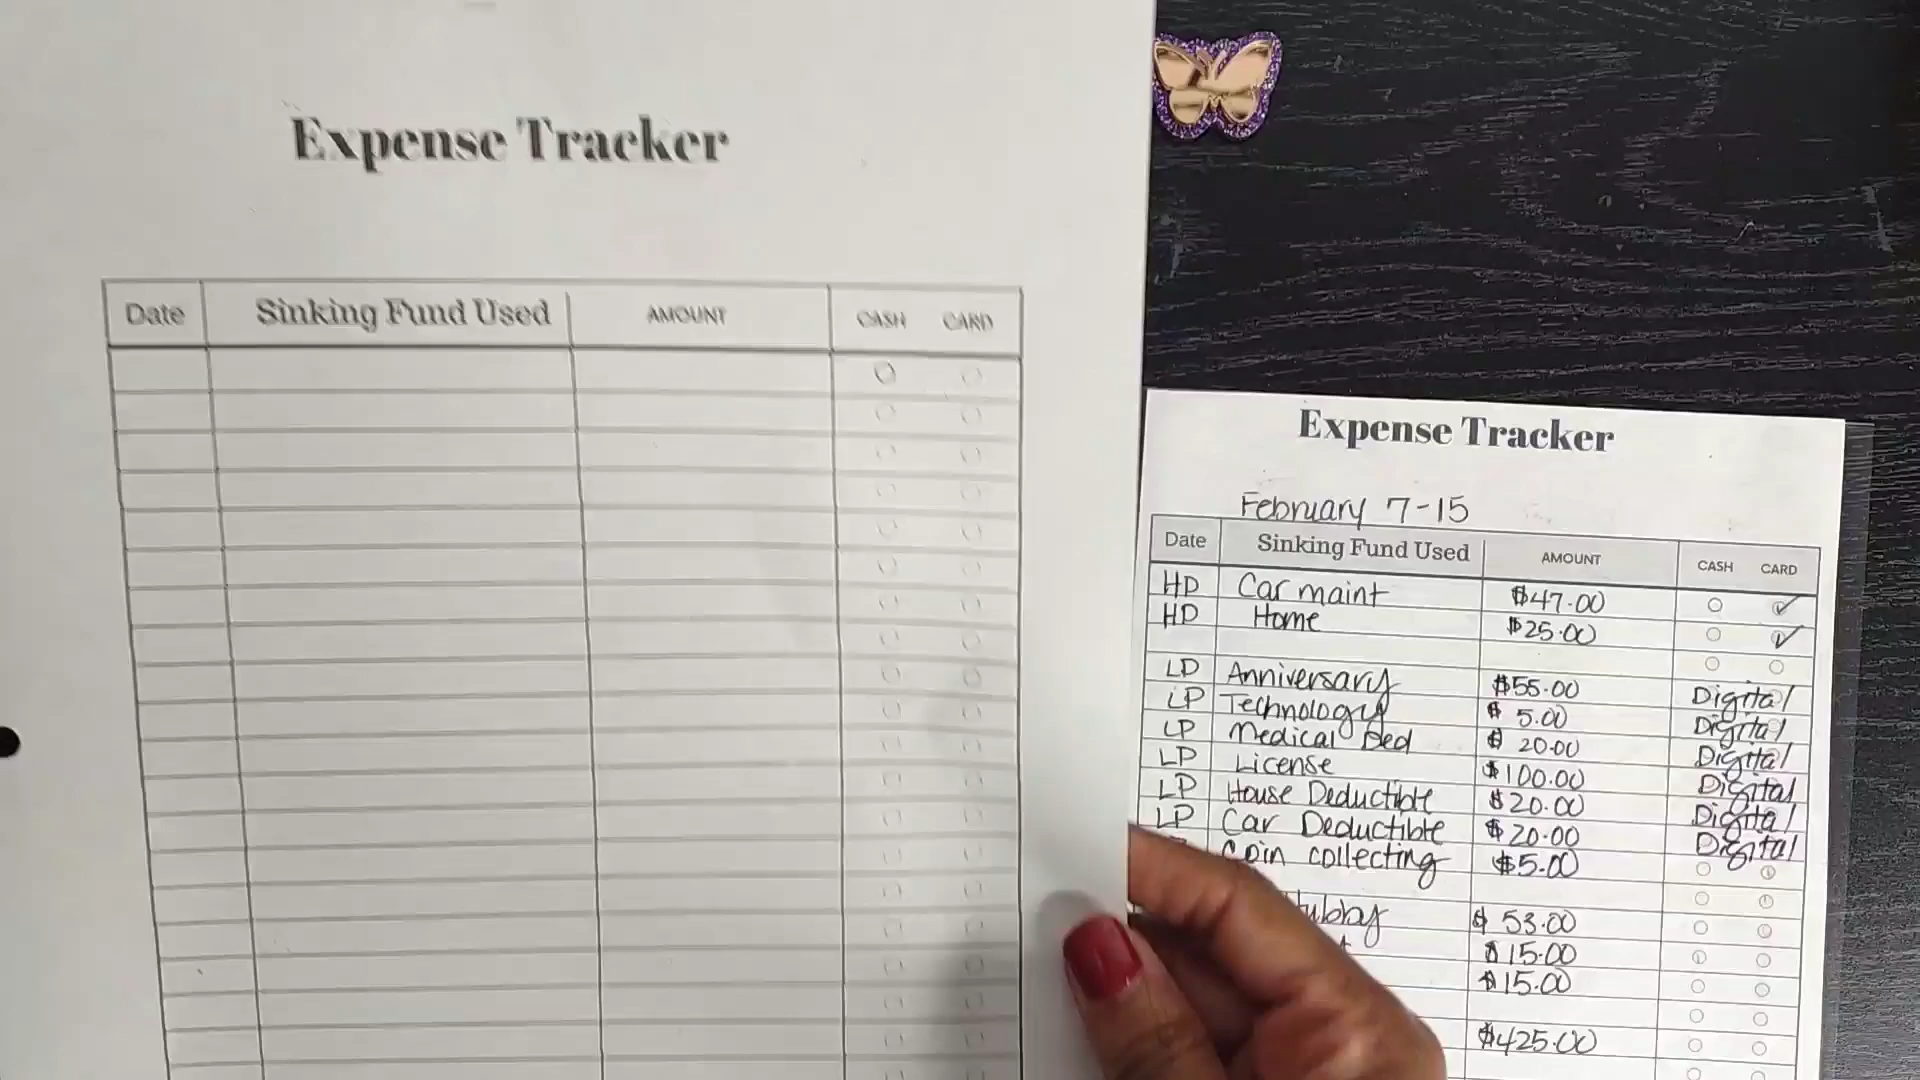 Expense Tracker
Date Sinking Fund Used AMOUNT CASH CARD
Expense Tracker
February 7-15
Date Sinking Fund Used AMOUNT CASH CARD
HD Car maint $47.00
HD Home $25.00
LD Anniversary $55.00 Digital
LP Technology $ 5.00 Digital
LP Medical Ded $ 20.00 Digital
LP License $100.00 Digital
LP House Deductible $20.00 Digital
LP Car Deductible $20.00 Digital
Coin collecting $5.00
Hubby $ 53.00
$15.00
$15.00
$425.00